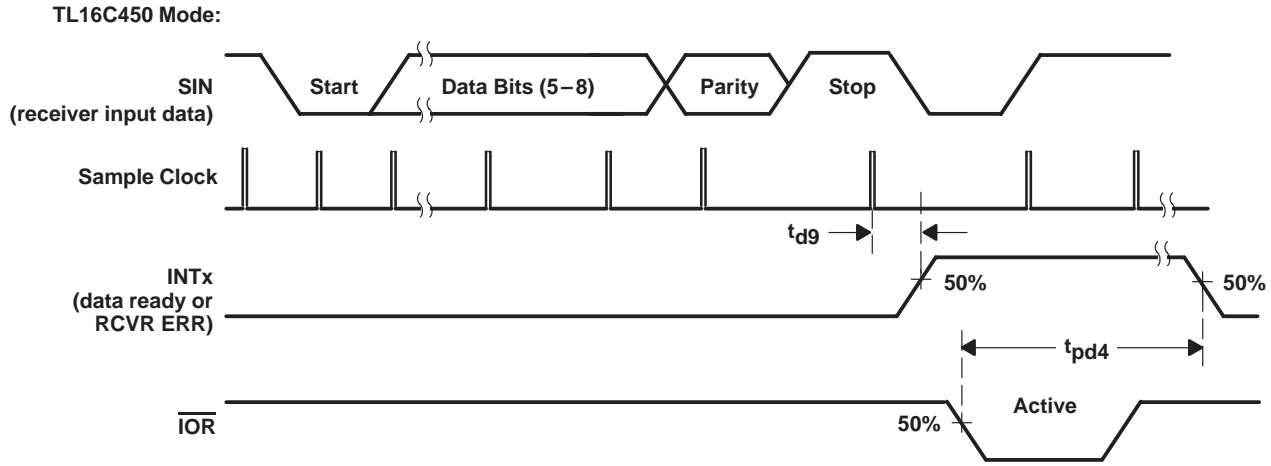 TL16C450 Mode:
SIN
(receiver input data)
Start
Data Bits (5–8)
Parity
Stop
Sample Clock
td9
INTx
(data ready or
RCVR ERR)
50%
50%
tpd4
IOR
50%
Active